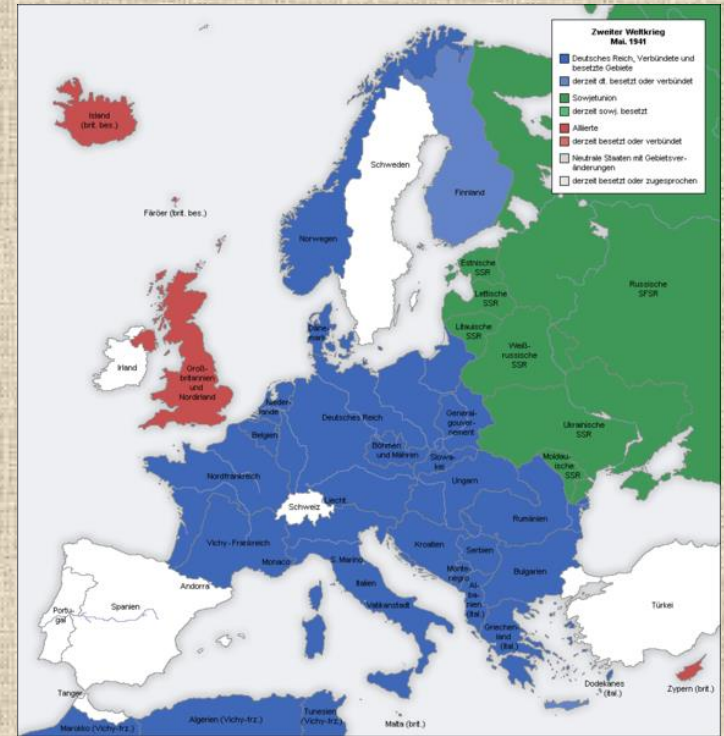 Zweiter Weltkrieg
Mai. 1941
Deutsches Reich, Verbündete und
besetzte Gebiete
derzeit dt. besetzt oder verbündet
Sowjetunion
derzeit sowj. besetzt
Alliierte
derzeit besetzt oder verbündet
Neutrale Staaten mit Gebietsver-
änderungen
derzeit besetzt oder zugesprochen
Island
(brit. bes.)
Färöer (brit. bes.)
Schweden
Finnland
Norwegen
Estnische
SSR
Lettische
SSR
Litauische
SSR
Russische
SFSR
Weiß-
russische
SSR
Däne-
mark
Irland
Groß-
britannien
und
Nordirland
Nieder-
lande
Belgien
Deutsches Reich
General-
gouver-
nement
Böhmen
und Mähren
Slowa-
kei
Ukrainische
SSR
Moldau-
ische
SSR
Nordfrankreich
Ungarn
Schweiz
Liecht.
Rumänien
Vichy-Frankreich
Monaco
S. Marino
Kroatien
Serbien
Monte-
negro
Bulgarien
Italien
Vatikanstadt
Al-
ba-
nien
(ital.)
Griechen-
land
(ital.)
Andorra
Portu-
gal
Spanien
Türkei
Tanger
Dodekanes
(ital.)
Zypern (brit.)
Marokko (Vichy-frz.)
Algerien (Vichy-frz.)
Tunesien
(Vichy-frz.)
Malta (brit.)